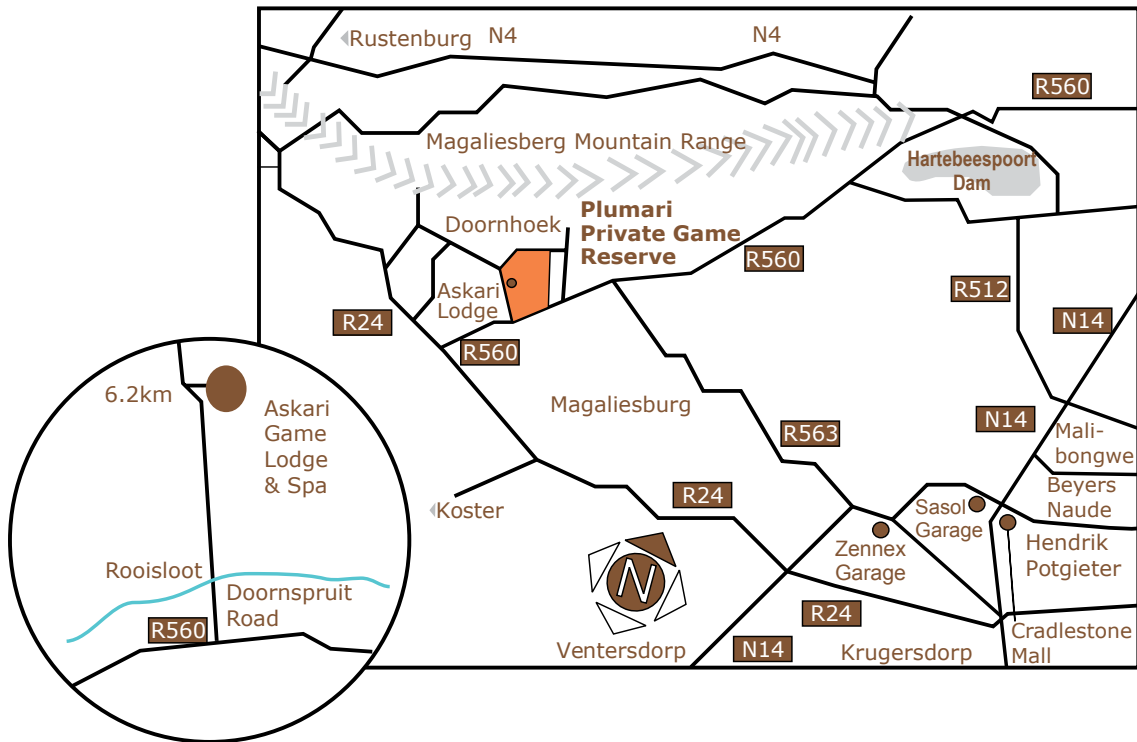 Rustenburg
N4
N4
R560
Magaliesberg Mountain Range
Hartebeespoort
Dam
Doornhoek
Plumari
Private Game
Reserve
R560
Askari
Lodge
R512
R24
N14
R560
6.2km
Askari
Game
Lodge
& Spa
Magaliesburg
N14
R563
Mali-
bongwe
Koster
R24
Sasol
Garage
Beyers
Naude
Zennex
Garage
Hendrik
Potgieter
N
Rooisloot
Doornspruit
Road
R560
R24
Ventersdorp
N14
Krugersdorp
Cradlestone
Mall